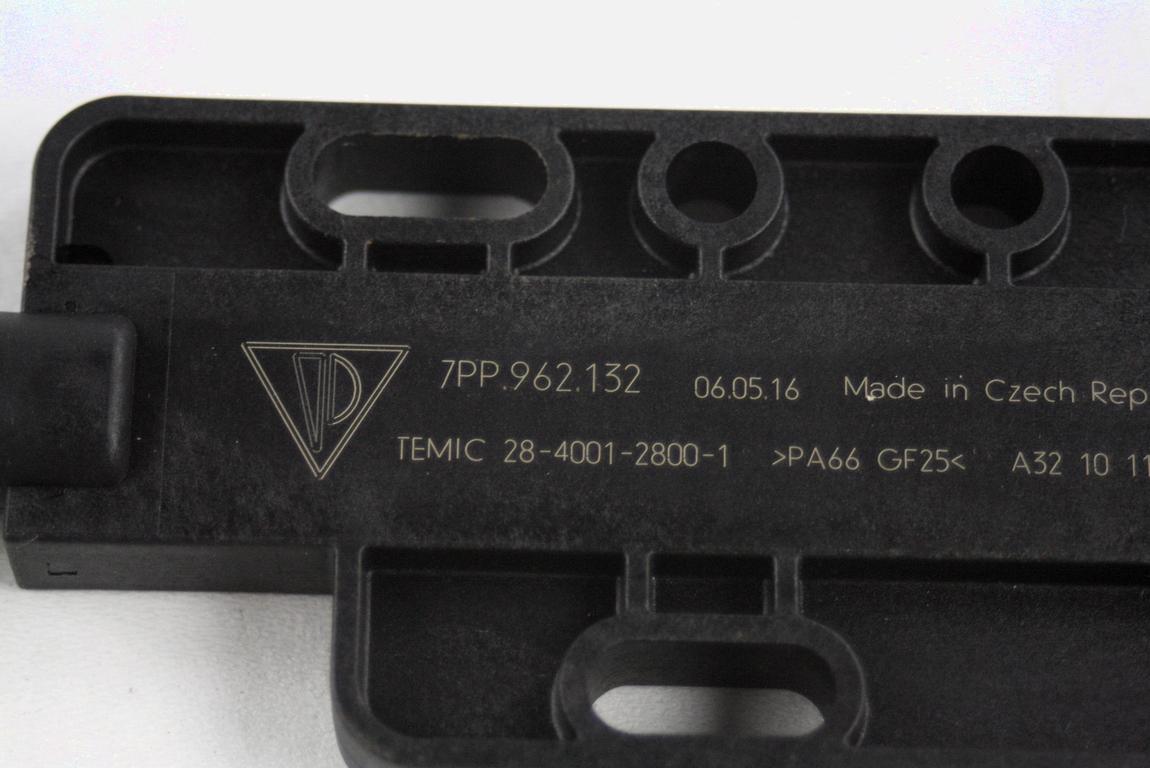 7PP.962.132 06.05.16 Made in Czech Rep
TEMIC 28-4001-2800-1 >PA66 GF25< A32 10 11